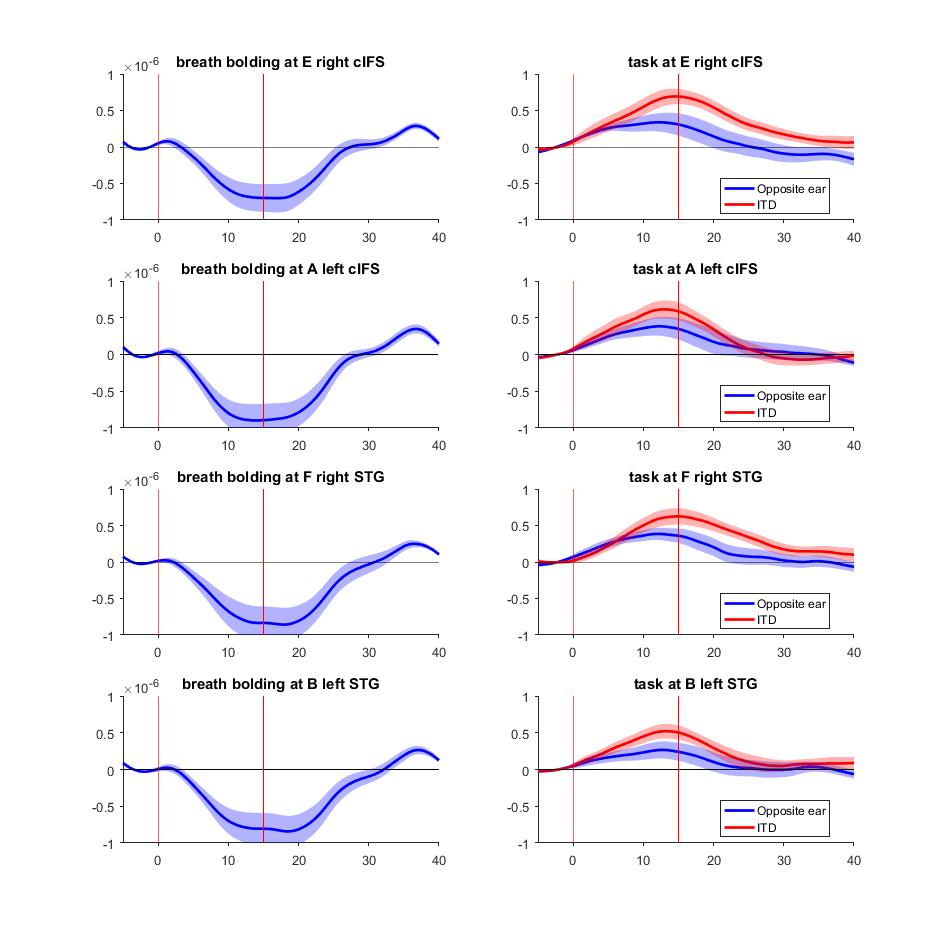 ×10-6 breath bolding at E right cIFS
1
0.5
0
-0.5
-1
0 10 20 30 40
task at E right cIFS
1
0.5
0
-0.5
-1
Opposite ear
ITD
0 10 20 30 40
×10-6 breath bolding at A left cIFS
1
0.5
0
-0.5
-1
0 10 20 30 40
task at A left cIFS
1
0.5
0
-0.5
-1
Opposite ear
ITD
0 10 20 30 40
×10-6 breath bolding at F right STG
1
0.5
0
-0.5
-1
0 10 20 30 40
task at F right STG
1
0.5
0
-0.5
-1
Opposite ear
ITD
0 10 20 30 40
×10-6 breath bolding at B left STG
1
0.5
0
-0.5
-1
0 10 20 30 40
task at B left STG
1
0.5
0
-0.5
-1
Opposite ear
ITD
0 10 20 30 40